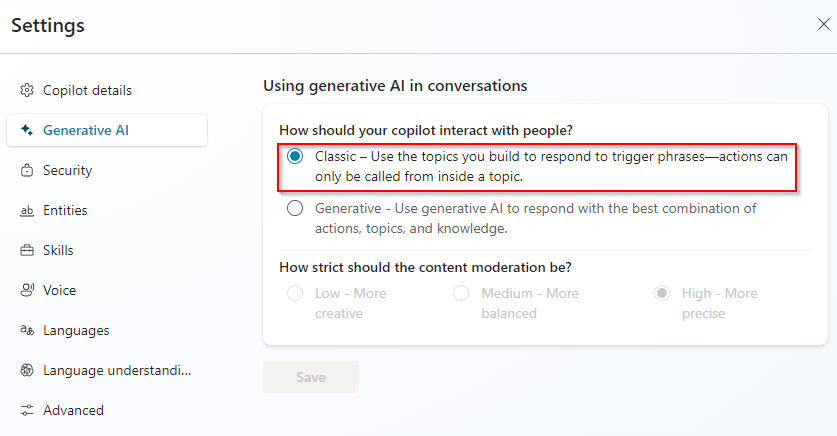 Settings
Copilot details
Generative AI
Security
Entities
Skills
Voice
Languages
Language understandi...
Advanced
Using generative AI in conversations
How should your copilot interact with people?
Classic – Use the topics you build to respond to trigger phrases—actions can
only be called from inside a topic.
Generative - Use generative AI to respond with the best combination of
actions, topics, and knowledge.
How strict should the content moderation be?
Low - More
creative
Medium - More
balanced
High - More
precise
Save